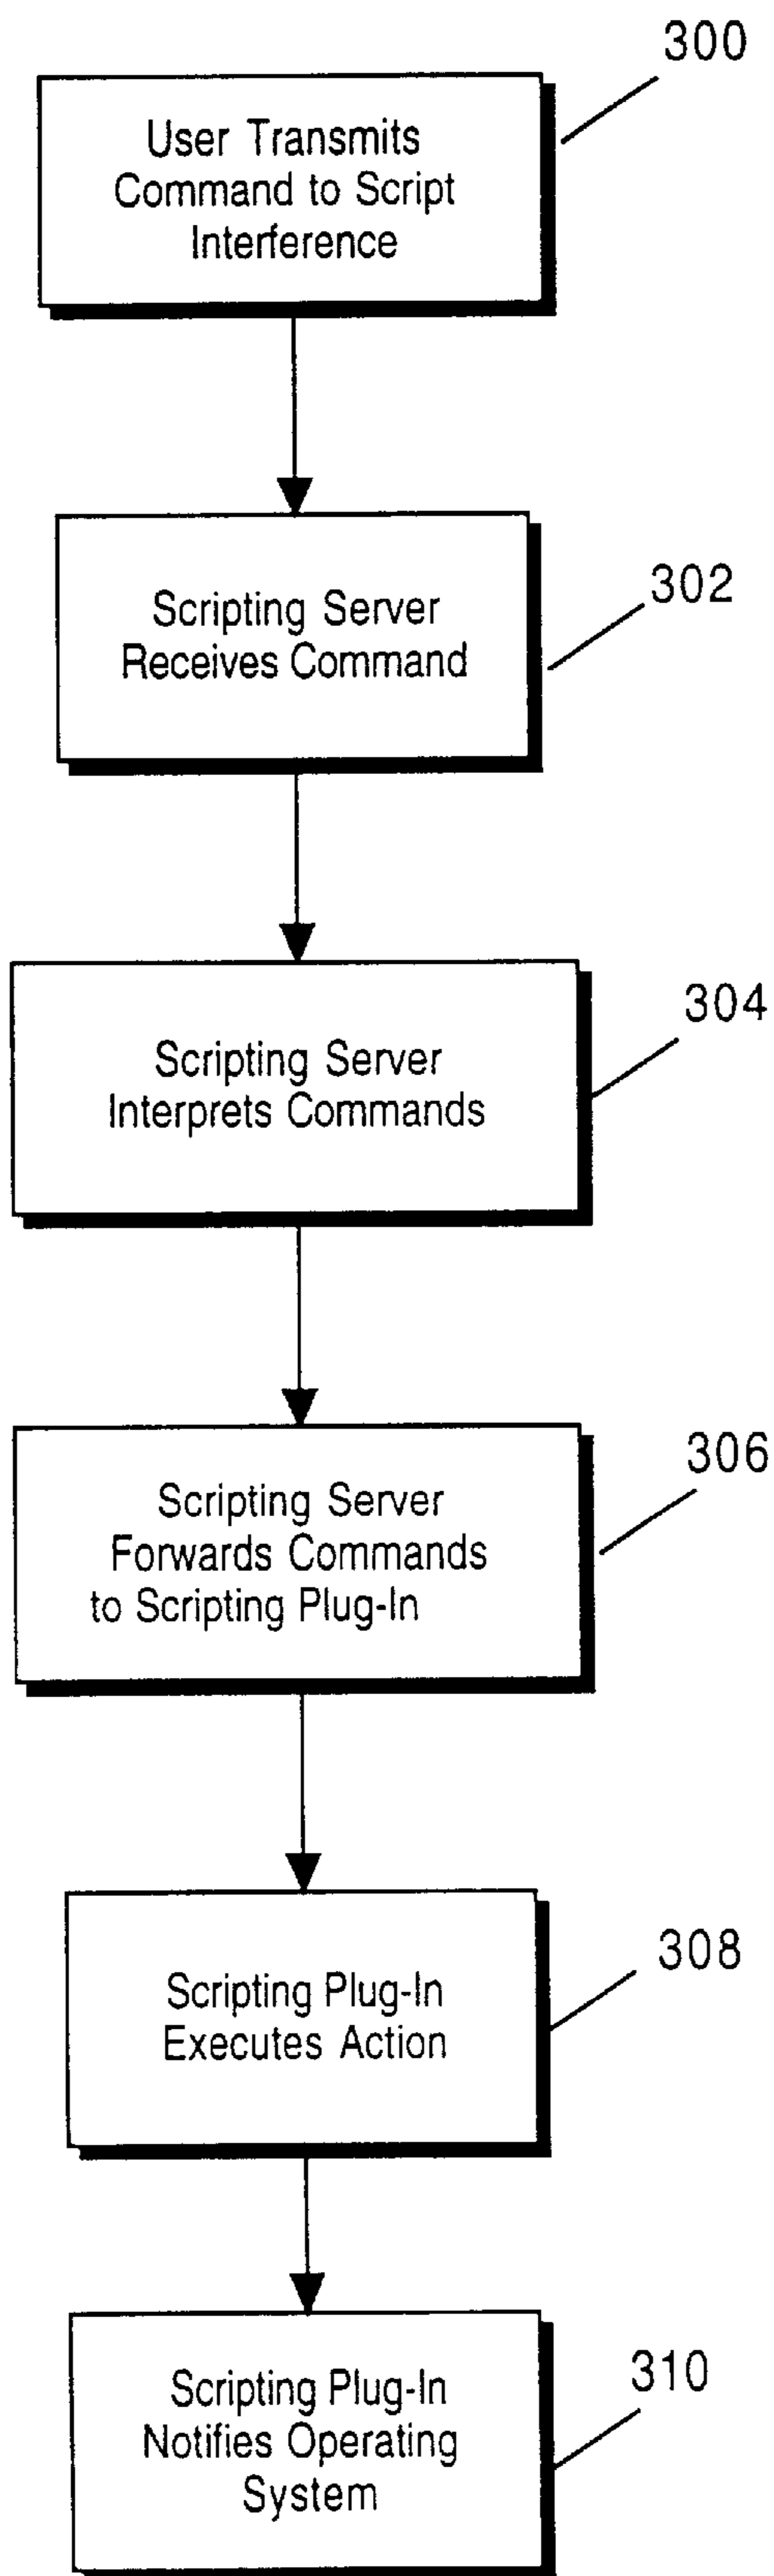 300
User Transmits
Command to Script
Interference
302
Scripting Server
Receives Command
304
Scripting Server
Interprets Commands
306
Scripting Server
Forwards Commands
to Scripting Plug-In
308
Scripting Plug-In
Executes Action
310
Scripting Plug-In
Notifies Operating
System